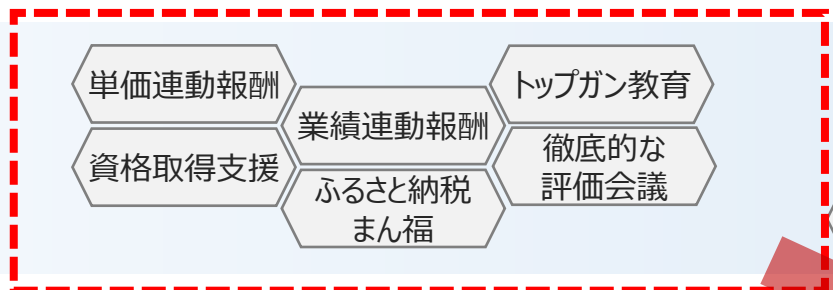 単価連動報酬
資格取得支援
業績連動報酬
ふるさと納税
まん福
トップガン教育
徹底的な
評価会議